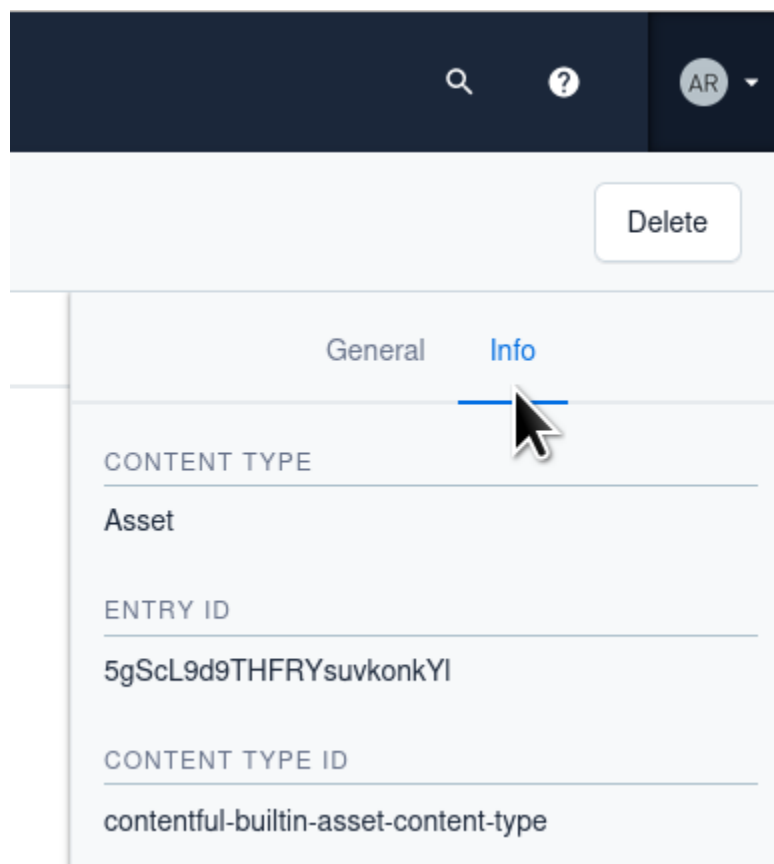 AR
Delete
General Info
CONTENT TYPE
Asset
ENTRY ID
5gScL9d9THFRYsuvkonkYl
CONTENT TYPE ID
contentful-builtin-asset-content-type